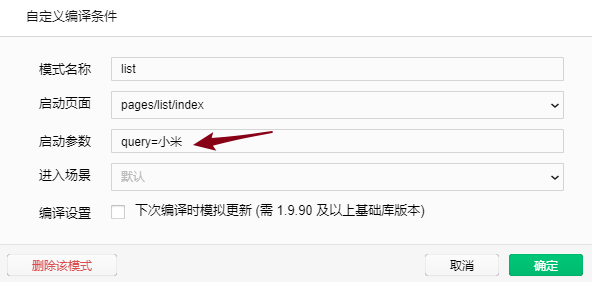 自定义编译条件
模式名称 list
启动页面 pages/list/index
启动参数 query=小米
进入场景 默认
编译设置 下次编译时模拟更新 (需 1.9.90 及以上基础库版本)
删除该模式 取消 确定